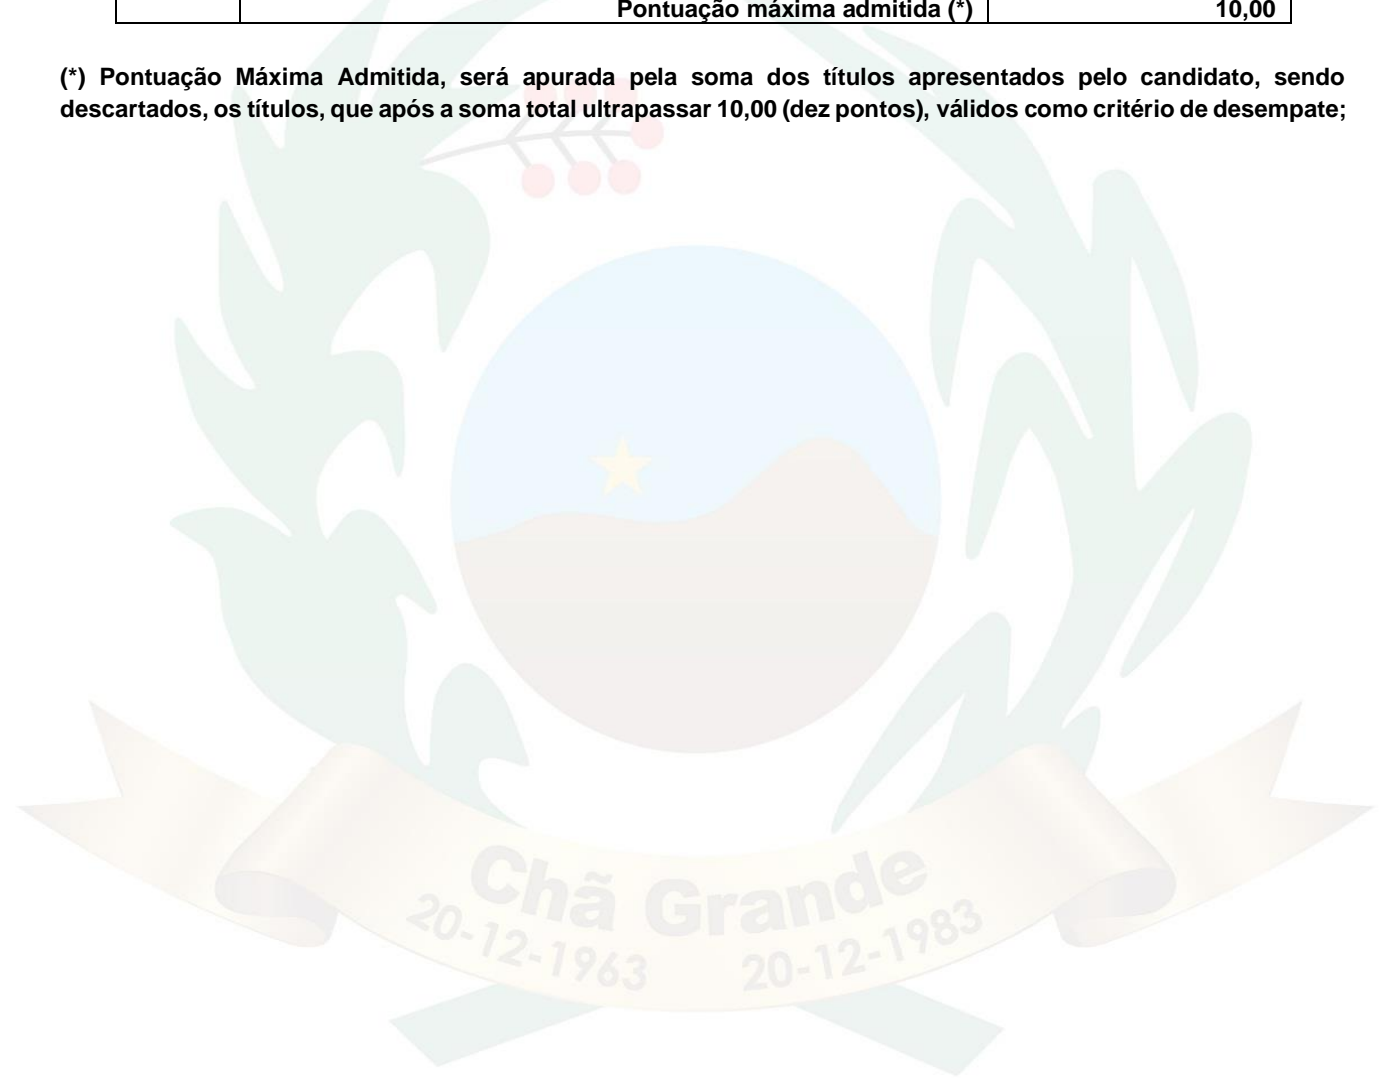 Pontuação máxima admitida (*) 10,00
(*) Pontuação Máxima Admitida, será apurada pela soma dos títulos apresentados pelo candidato, sendo
descartados, os títulos, que após a soma total ultrapassar 10,00 (dez pontos), válidos como critério de desempate;
Chã Grande
20-12-1963 20-12-1983